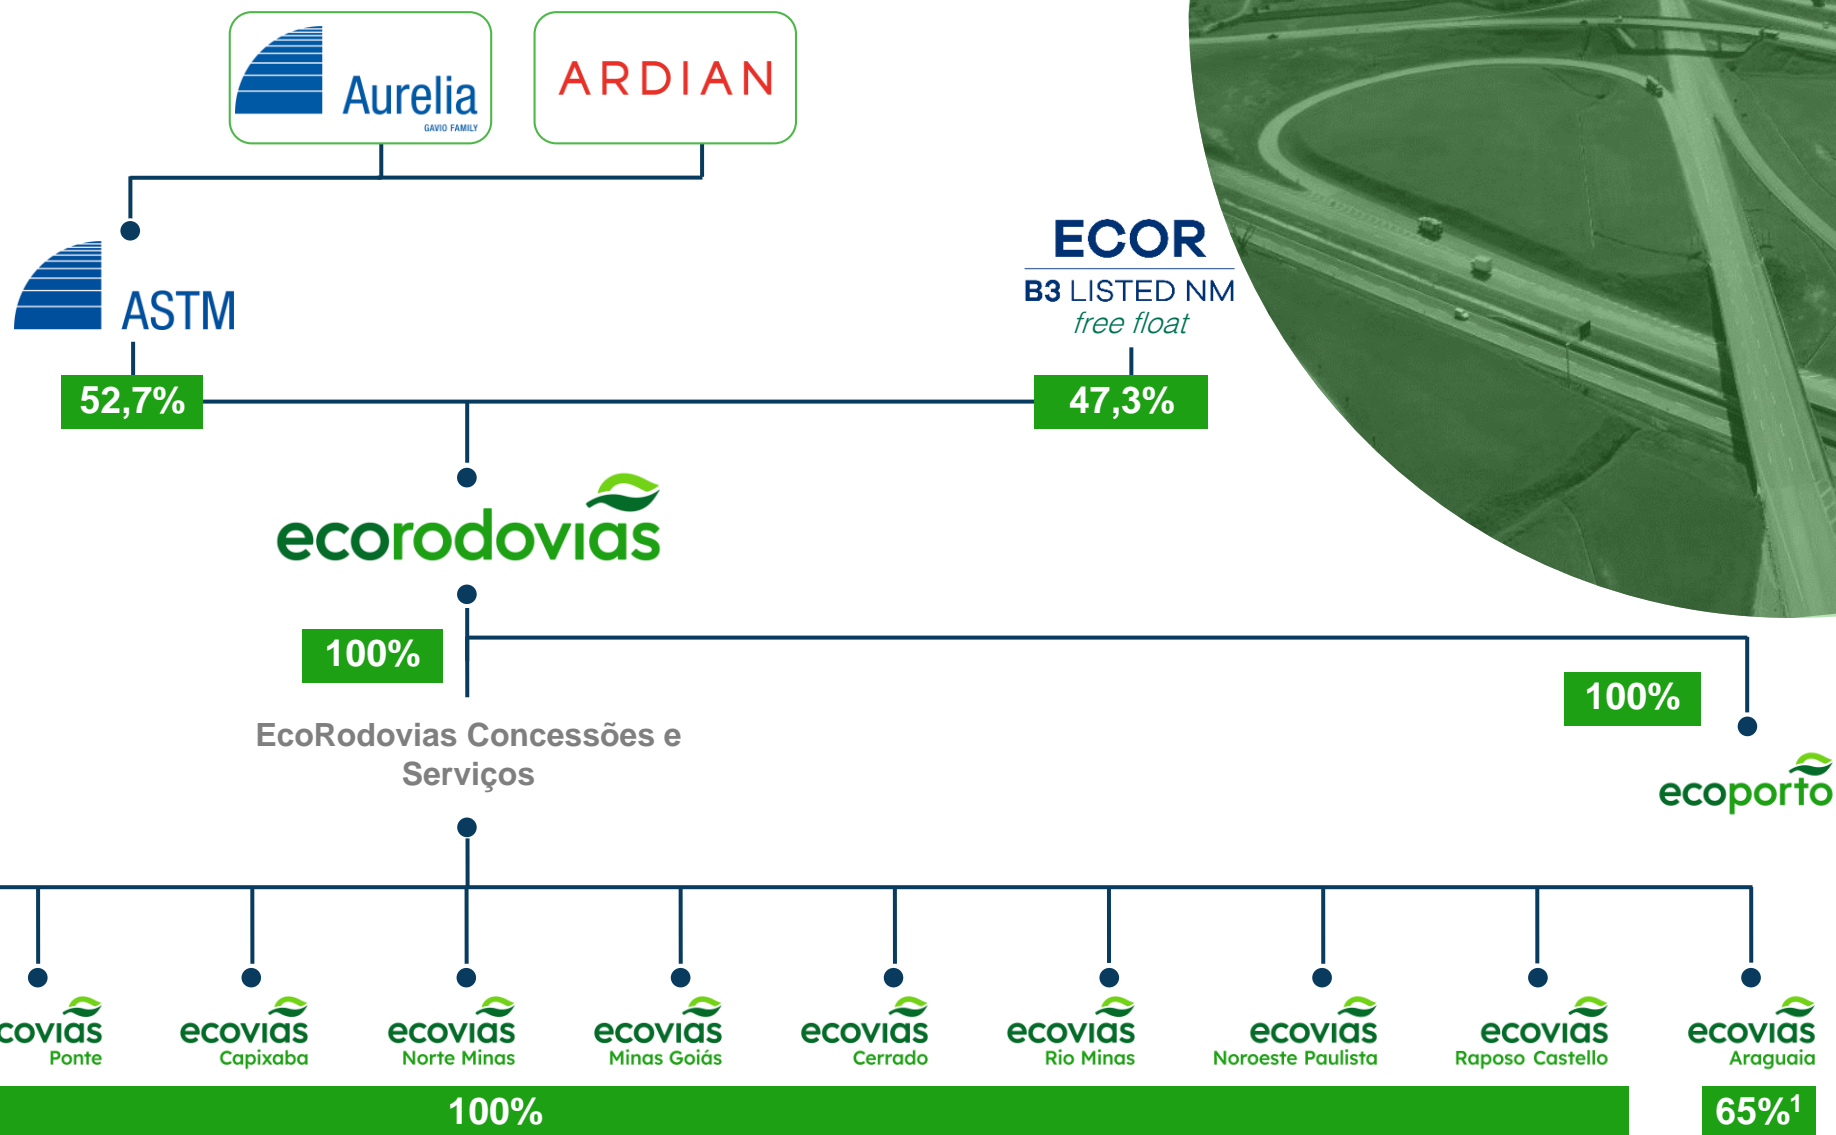 Aurelia
GAVIO FAMILY
ARDIAN
ASTM
ECOR
B3 LISTED NM
free float
52,7%
47,3%
ecorodovias
100%
100%
EcoRodovias Concessões e
Serviços
ecoporto
covias
Ponte
ecovias
Capixaba
ecovias
Norte Minas
ecovias
Minas Goiás
ecovias
Cerrado
ecovias
Rio Minas
ecovias
Noroeste Paulista
ecovias
Raposo Castello
ecovias
Araguaia
100%
65%¹